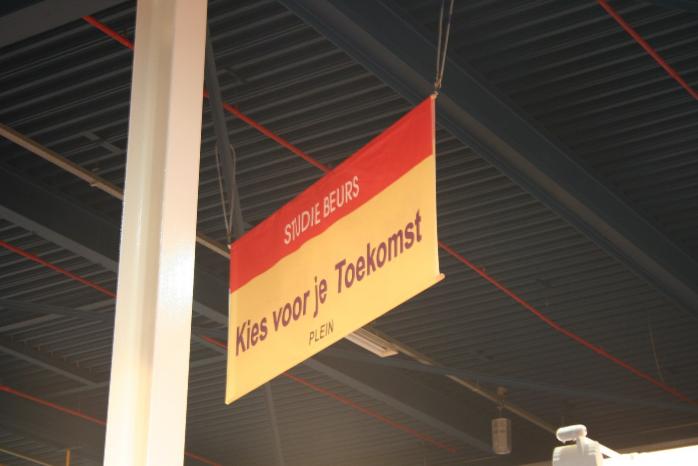 STUDIE BEURS
Kies voor je Toekomst
PLEIN